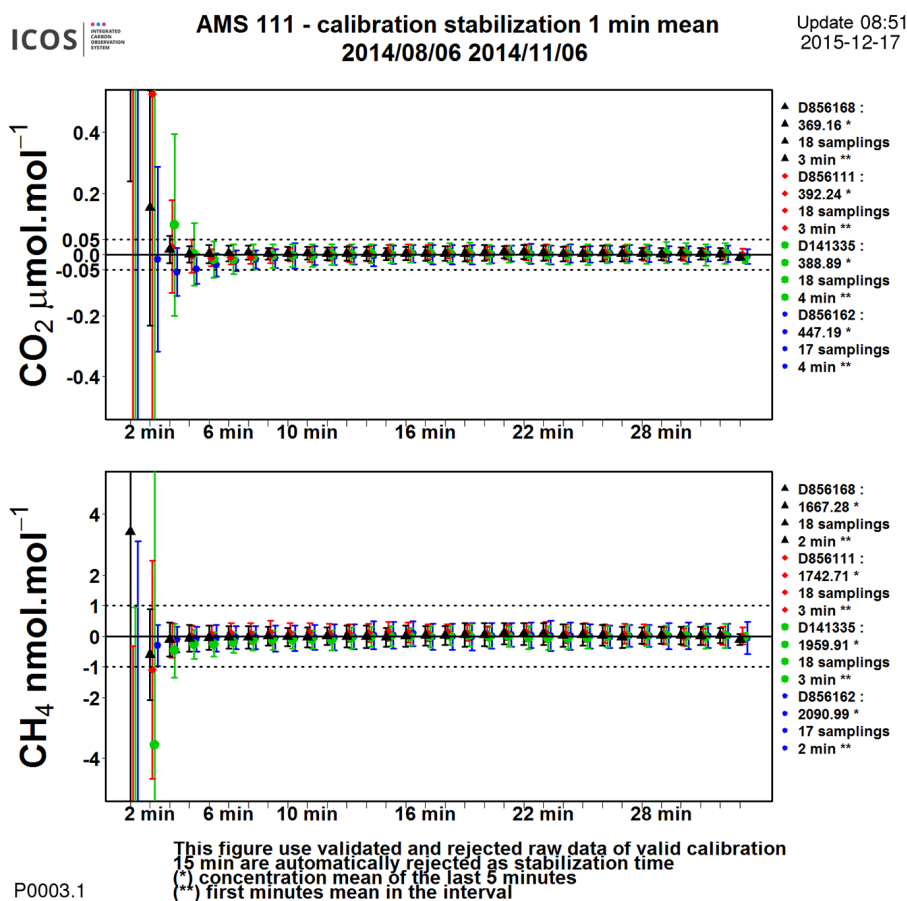 ICOS
INTEGRATED
CARBON
OBSERVATION
SYSTEM
AMS 111 - calibration stabilization 1 min mean
2014/08/06 2014/11/06
Update 08:51
2015-12-17
CO2 μmol.mol−1
0.4
0.2
0.05
0.0
-0.05
-0.2
-0.4
2 min 6 min 10 min 16 min 22 min 28 min
D856168 :
369.16 *
18 samplings
3 min **
D856111 :
392.24 *
18 samplings
3 min **
D141335 :
388.89 *
18 samplings
4 min **
D856162 :
447.19 *
17 samplings
4 min **
CH4 nmol.mol−1
4
2
1
0
-1
-2
-4
2 min 6 min 10 min 16 min 22 min 28 min
D856168 :
1667.28 *
18 samplings
2 min **
D856111 :
1742.71 *
18 samplings
3 min **
D141335 :
1959.91 *
18 samplings
3 min **
D856162 :
2090.99 *
17 samplings
2 min **
This figure use validated and rejected raw data of valid calibration
15 min are automatically rejected as stabilization time
(*) concentration mean of the last 5 minutes
(**) first minutes mean in the interval
P0003.1